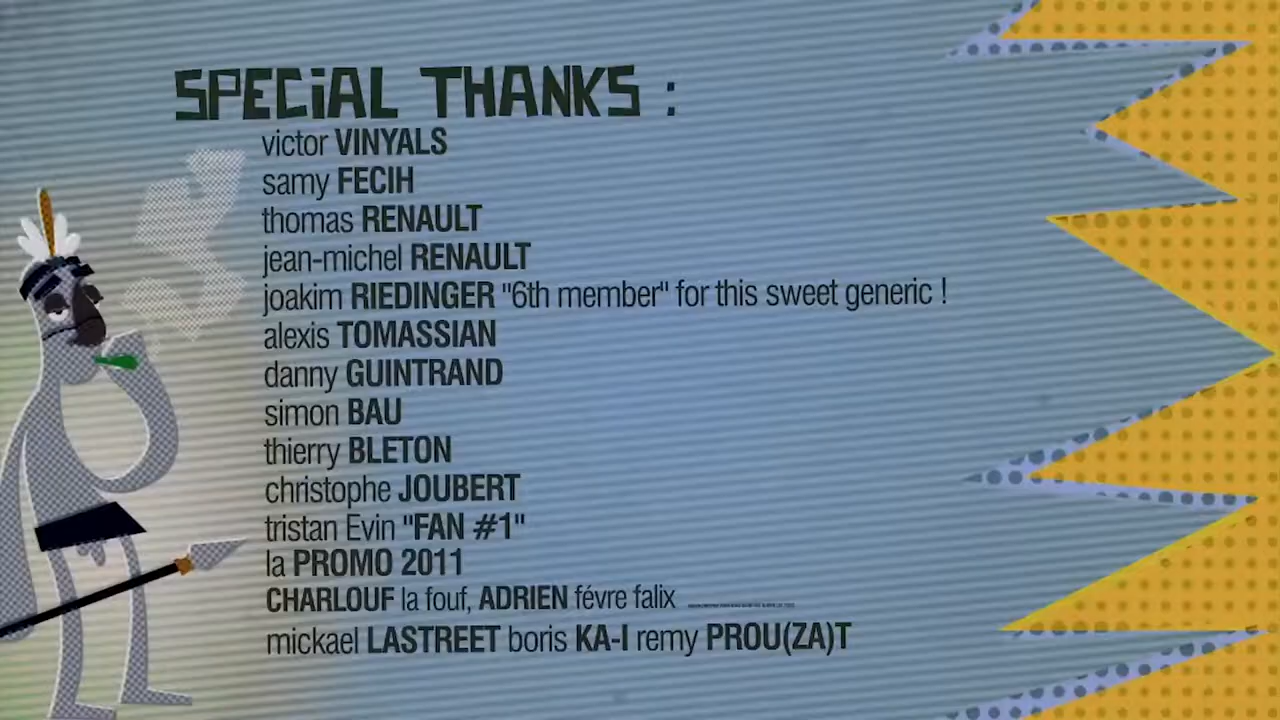 SPECiAL THANKS :
victor VINYALS
samy FECIH
thomas RENAULT
jean-michel RENAULT
joakim RIEDINGER "6th member" for this sweet generic !
alexis TOMASSIAN
danny GUINTRAND
simon BAU
thierry BLETON
christophe JOUBERT
tristan Evin "FAN #1"
la PROMO 2011
CHARLOUF la fouf, ADRIEN févre falix
mickael LASTREET boris KA-I remy PROU(ZA)T